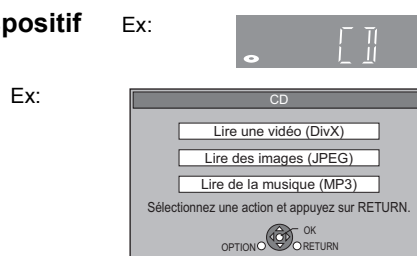 positif Ex:
CD
Ex:
CD
Lire une vidéo (DivX)
Lire des images (JPEG)
Lire de la musique (MP3)
Sélectionnez une action et appuyez sur RETURN.
OK
OPTION RETURN